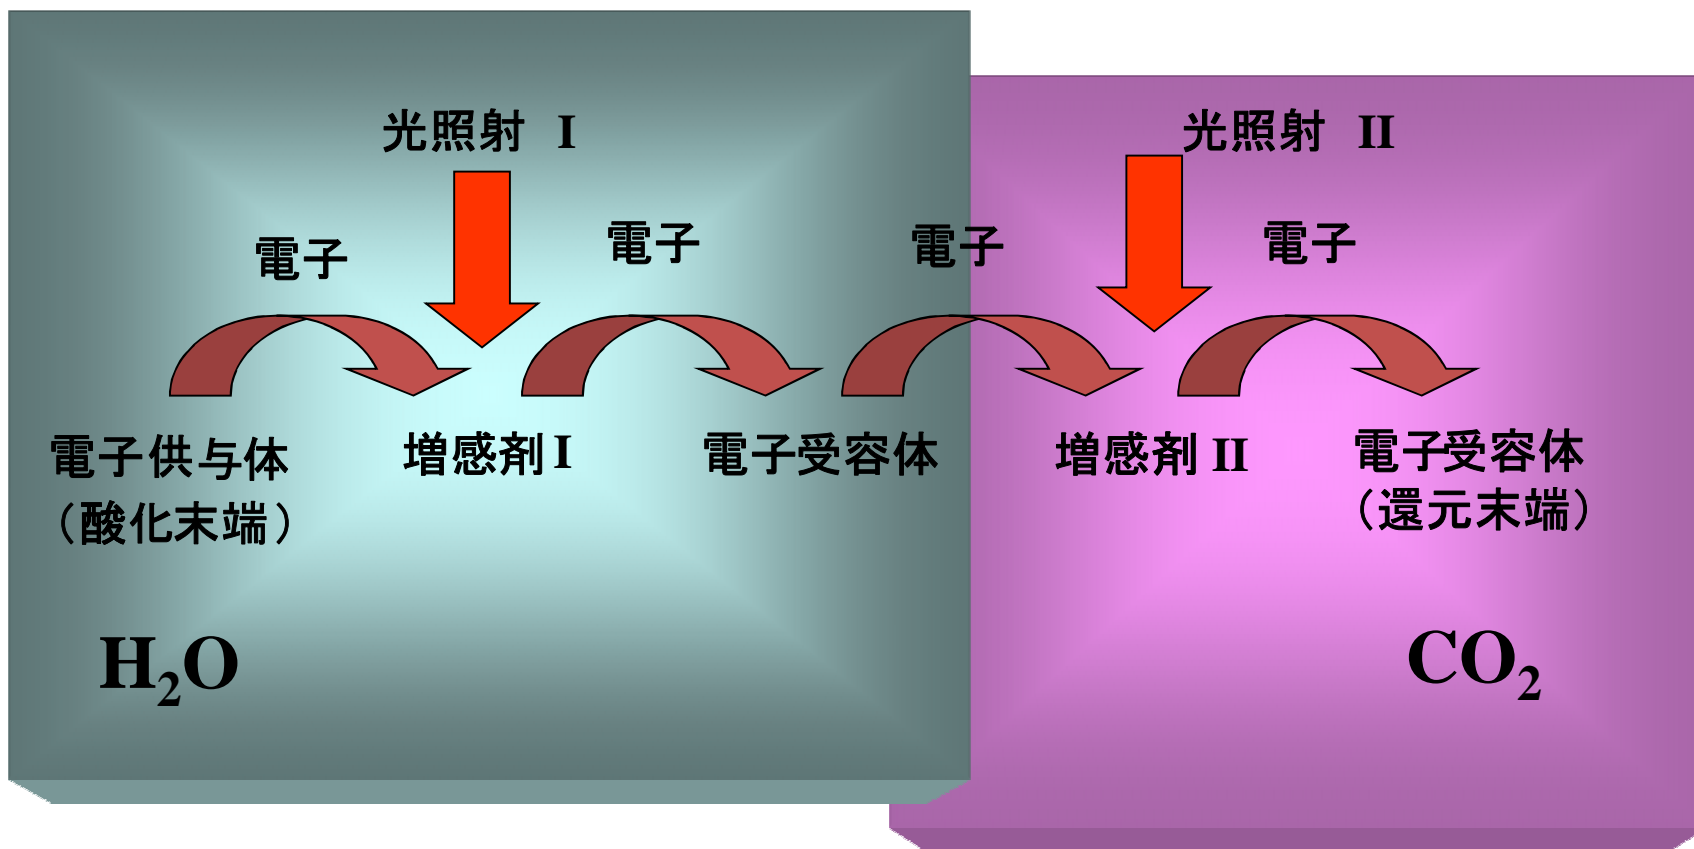 光照射 I
光照射 II
電子
電子
電子
電子
電子供与体
（酸化末端）
増感剤 I
電子受容体
増感剤 II
電子受容体
（還元末端）
H₂O
CO₂